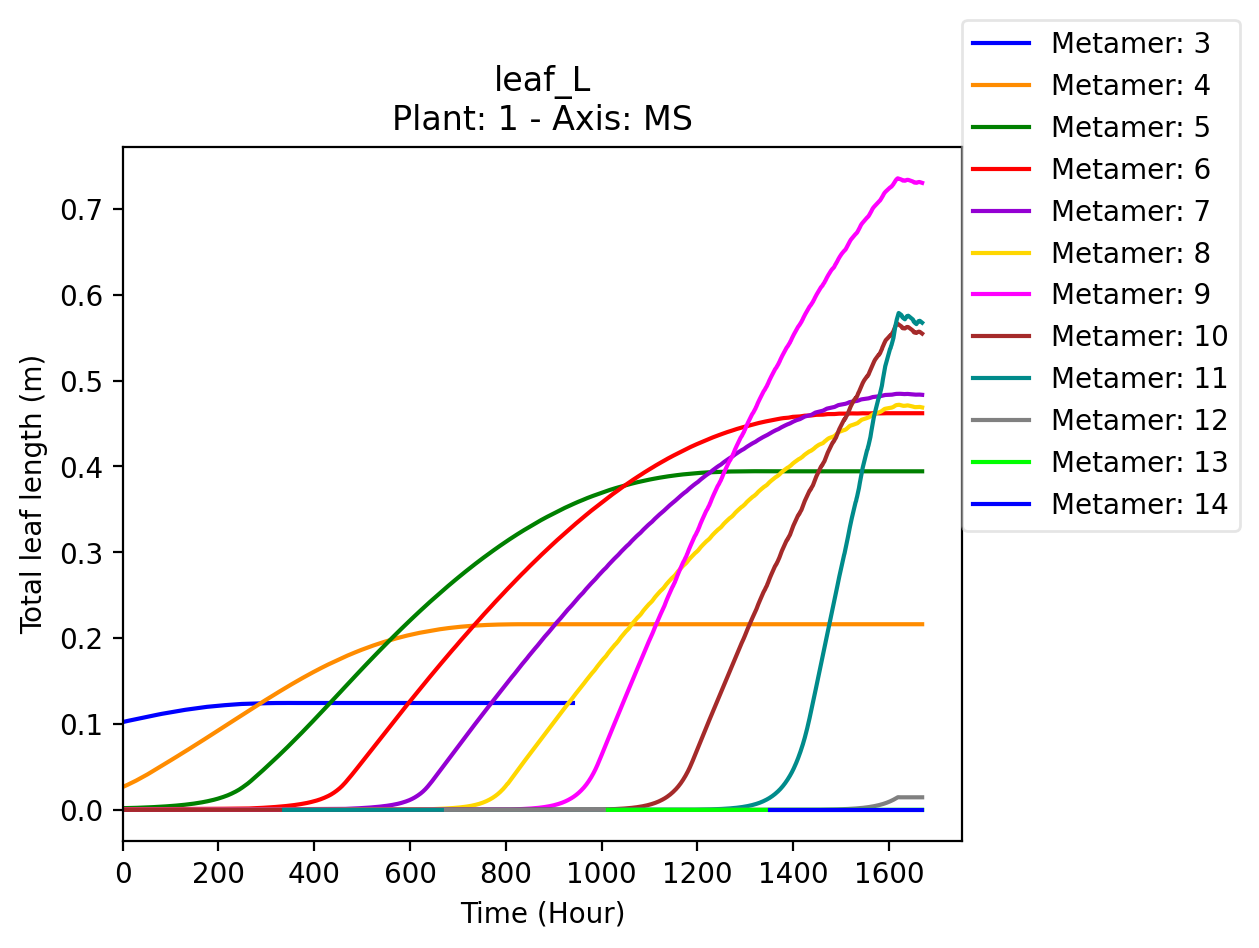 leaf_L
Plant: 1 - Axis: MS
Total leaf length (m)
0.7
0.6
0.5
0.4
0.3
0.2
0.1
0.0
0 200 400 600 800 1000 1200 1400 1600
Time (Hour)
Metamer: 3
Metamer: 4
Metamer: 5
Metamer: 6
Metamer: 7
Metamer: 8
Metamer: 9
Metamer: 10
Metamer: 11
Metamer: 12
Metamer: 13
Metamer: 14